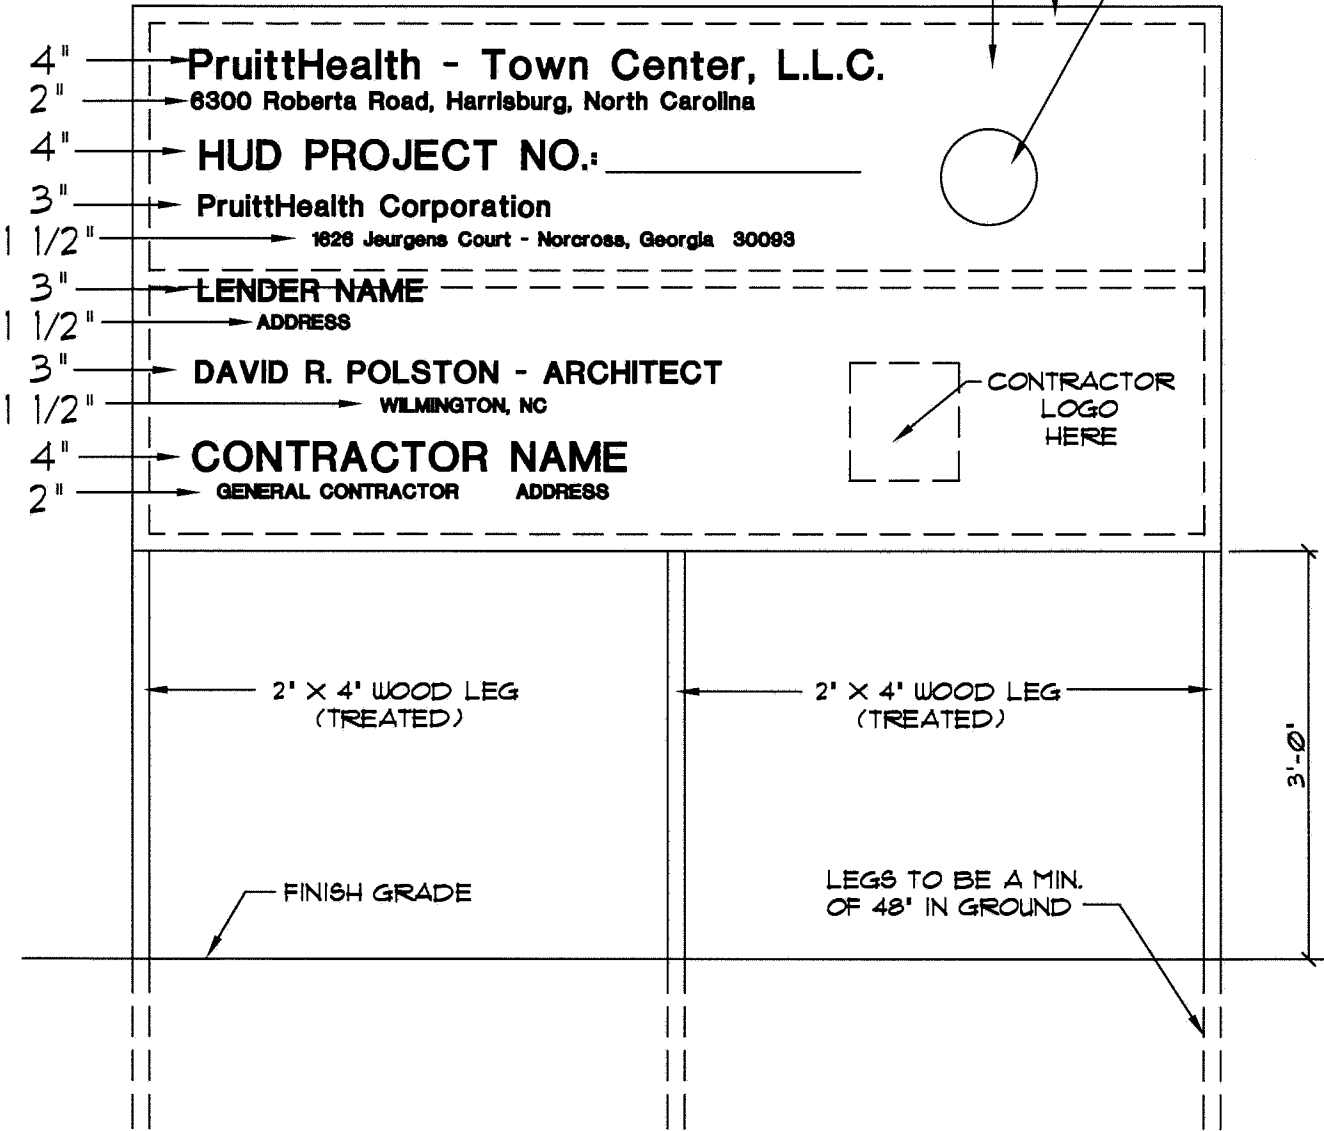 4" PruittHealth - Town Center, L.L.C.
2" 6300 Roberta Road, Harrisburg, North Carolina
4" HUD PROJECT NO.:
3" PruittHealth Corporation
1 1/2" 1626 Jeurgens Court - Norcross, Georgia 30093
3" LENDER NAME
1 1/2" ADDRESS
3" DAVID R. POLSTON - ARCHITECT
1 1/2" WILMINGTON, NC
4" CONTRACTOR NAME
2" GENERAL CONTRACTOR ADDRESS
CONTRACTOR
LOGO
HERE
2" X 4" WOOD LEG
(TREATED)
2" X 4" WOOD LEG
(TREATED)
3'-0"
FINISH GRADE
LEGS TO BE A MIN.
OF 48" IN GROUND